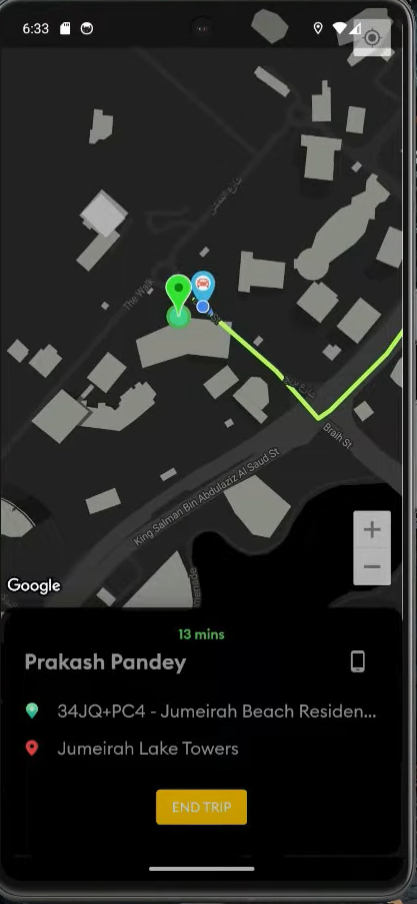 6:33
The Walk
King Salman Bin Abdulaziz Al Saud St
Braih St
Google
13 mins
Prakash Pandey
34JQ+PC4 - Jumeirah Beach Residen...
Jumeirah Lake Towers
END TRIP